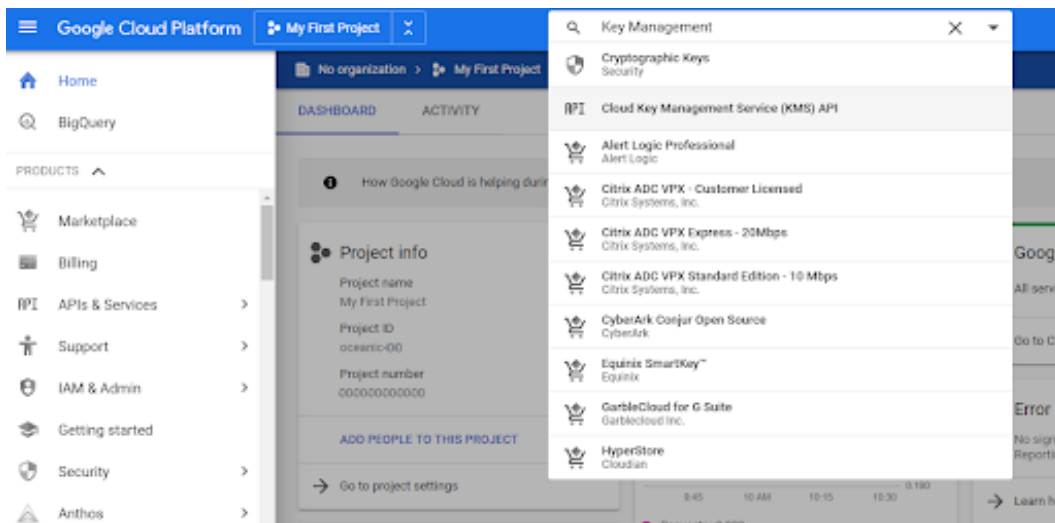 Google Cloud Platform
My First Project
Key Management
Home
BigQuery
PRODUCTS
Marketplace
Billing
API APIs & Services
Support
IAM & Admin
Getting started
Security
Anthos
No organization > My First Project
DASHBOARD ACTIVITY
How Google Cloud is helping durin
Project info
Project name
My First Project
Project ID
oceanic-00
Project number
000000000000
ADD PEOPLE TO THIS PROJECT
Go to project settings
Cryptographic Keys
Security
API Cloud Key Management Service (KMS) API
Alert Logic Professional
Alert Logic
Citrix ADC VPX - Customer Licensed
Citrix Systems, Inc.
Citrix ADC VPX Express - 20Mbps
Citrix Systems, Inc.
Citrix ADC VPX Standard Edition - 10 Mbps
Citrix Systems, Inc.
CyberArk Conjur Open Source
CyberArk
Equinix SmartKey™
Equinix
GarbleCloud for G Suite
Garblecloud Inc.
HyperStore
Cloudian
0.190
9:45 10 AM 10:15 10:30
Goog
All serv
Go to C
Error
No sign
Reporti
Learn h